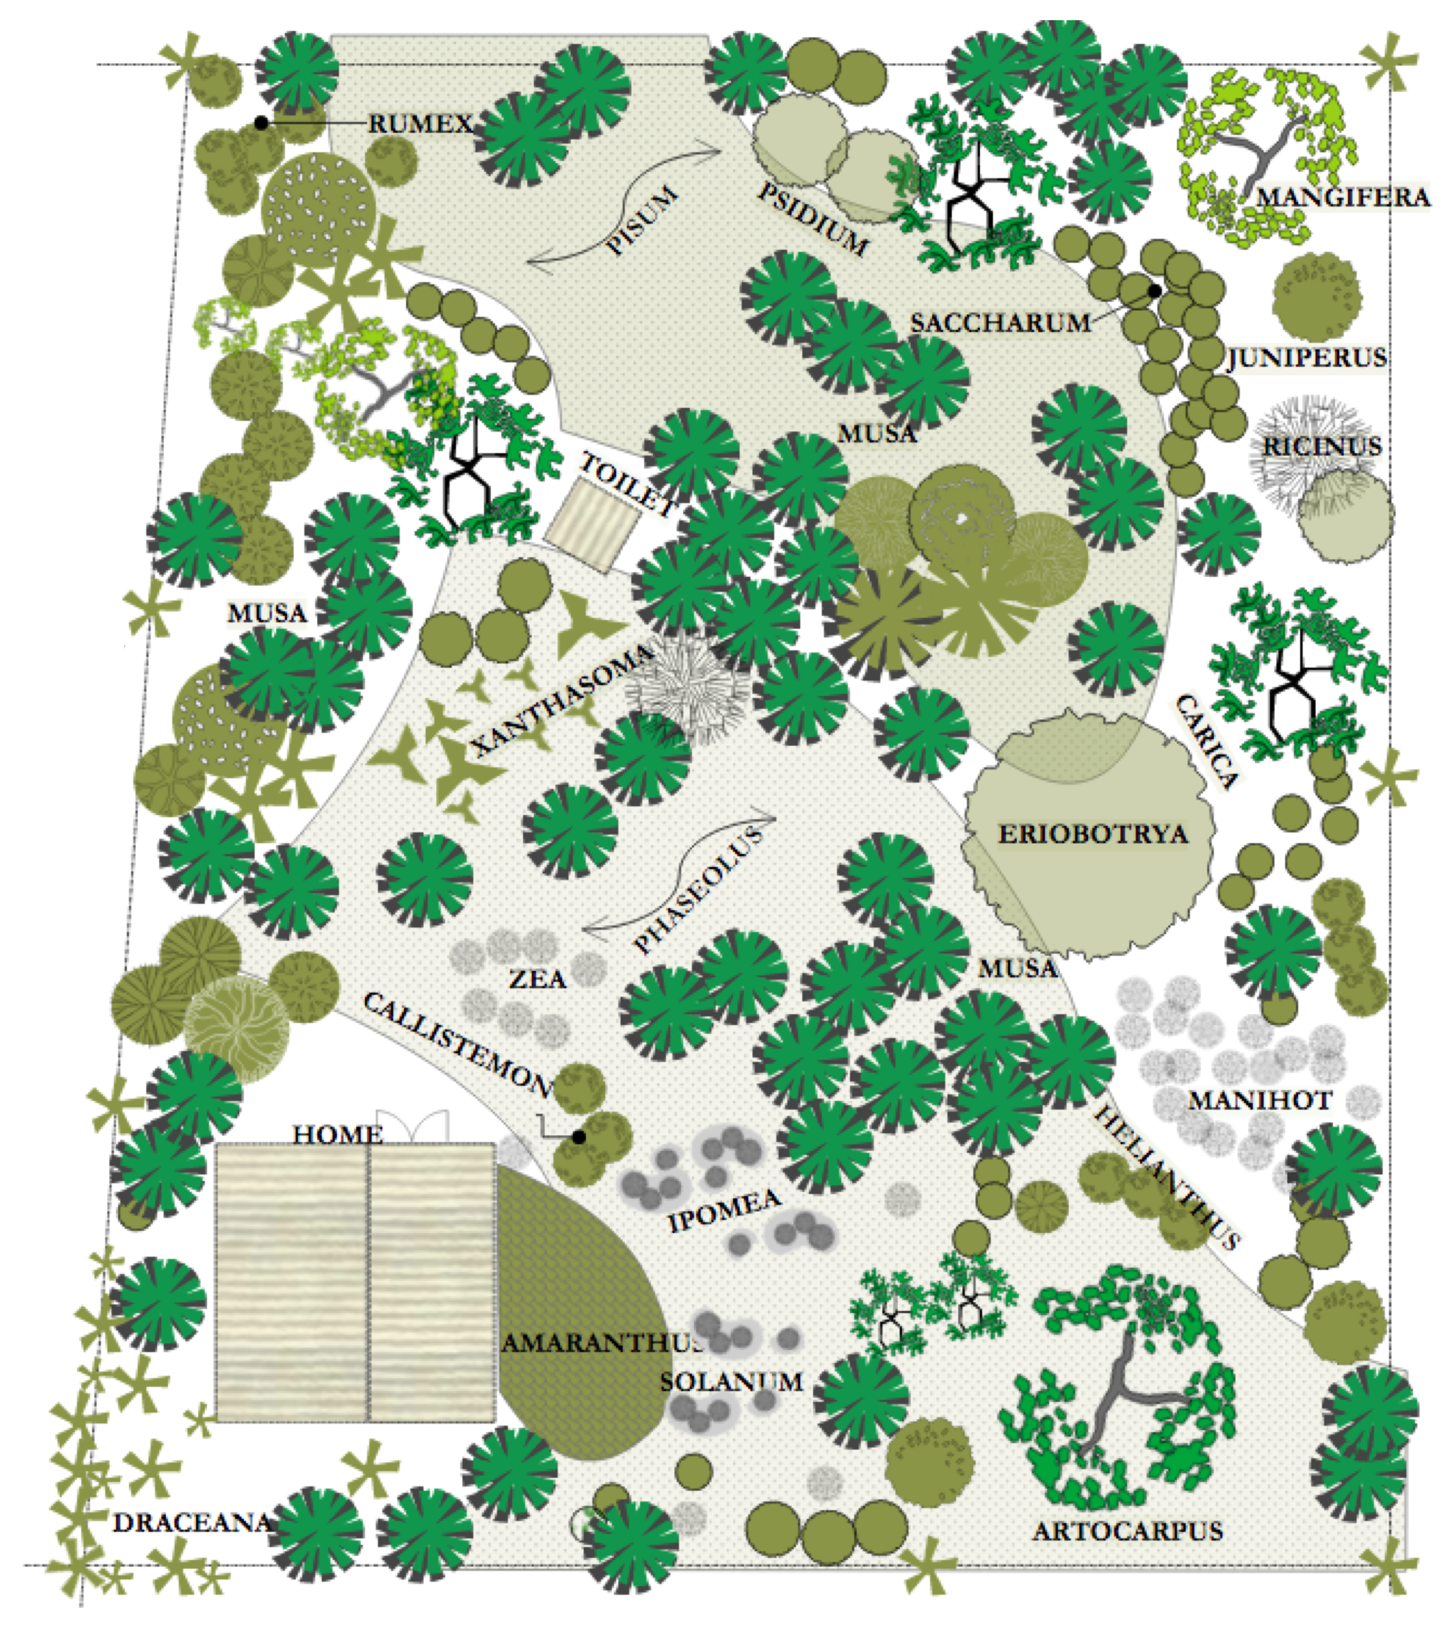 RUMEX
PISUM
PSIDIUM
MANGIFERA
SACCHARUM
JUNIPERUS
MUSA
RICINUS
TOILET
MUSA
XANTHASOMA
CARICA
ERIOBOTRYA
PHASEOLUS
MUSA
ZEA
CALLISTEMON
MANIHOT
HOME
HELIANTHUS
IPOMEA
AMARANTHUS
SOLANUM
DRACEANA
ARTOCARPUS